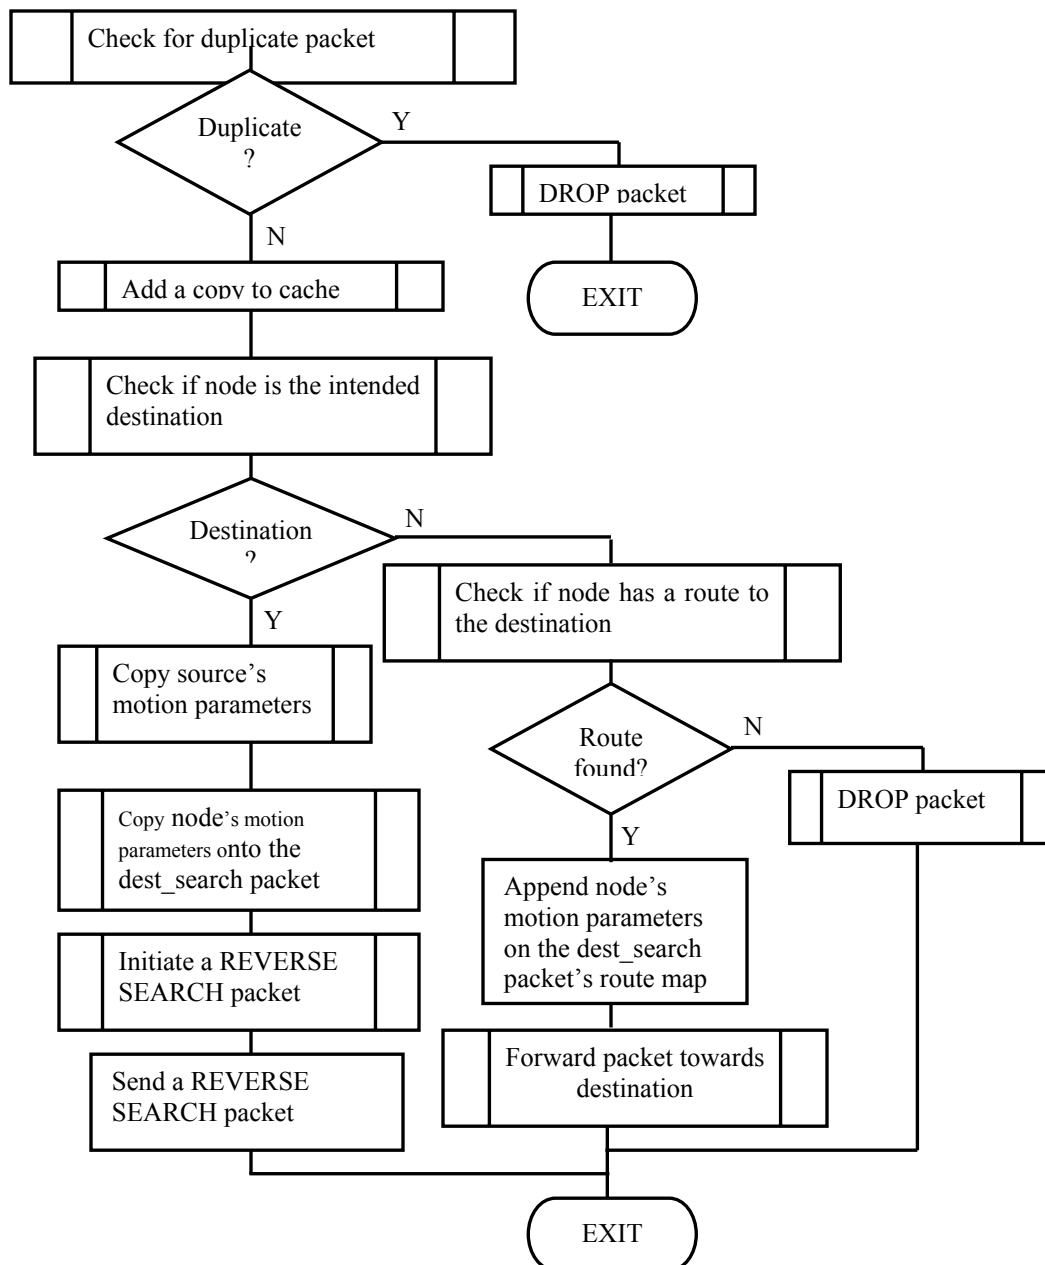 Check for duplicate packet
Duplicate
?
Y
DROP packet
N
EXIT
Add a copy to cache
Check if node is the intended
destination
Destination
?
N
Check if node has a route to
the destination
Y
Copy source's
motion parameters
Route
found?
N
DROP packet
Copy node's motion
parameters onto the
dest_search packet
Y
Append node's
motion parameters
on the dest_search
packet's route map
Initiate a REVERSE
SEARCH packet
Forward packet towards
destination
Send a REVERSE
SEARCH packet
EXIT